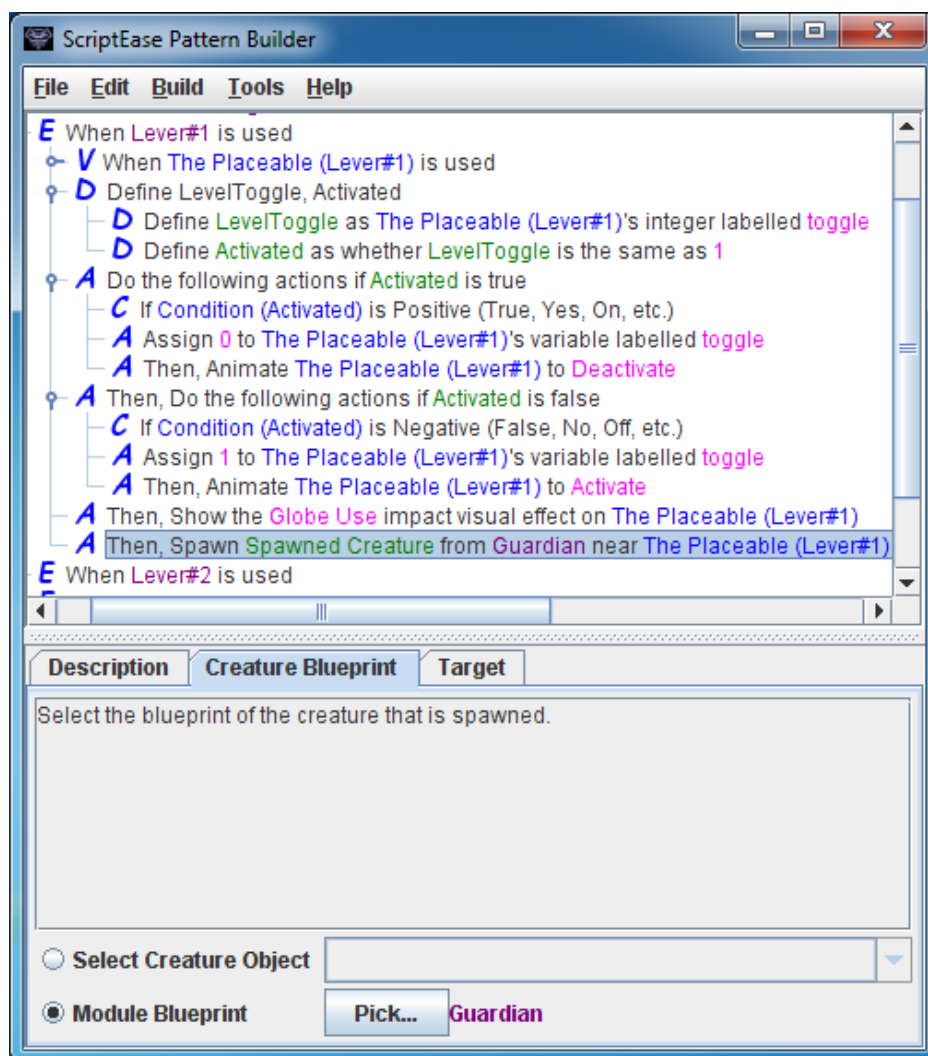 ScriptEase Pattern Builder
File Edit Build Tools Help
E When Lever#1 is used
V When The Placeable (Lever#1) is used
D Define LevelToggle, Activated
D Define LevelToggle as The Placeable (Lever#1)'s integer labelled toggle
D Define Activated as whether LevelToggle is the same as 1
A Do the following actions if Activated is true
C If Condition (Activated) is Positive (True, Yes, On, etc.)
A Assign 0 to The Placeable (Lever#1)'s variable labelled toggle
A Then, Animate The Placeable (Lever#1) to Deactivate
A Then, Do the following actions if Activated is false
C If Condition (Activated) is Negative (False, No, Off, etc.)
A Assign 1 to The Placeable (Lever#1)'s variable labelled toggle
A Then, Animate The Placeable (Lever#1) to Activate
A Then, Show the Globe Use impact visual effect on The Placeable (Lever#1)
A Then, Spawn Spawned Creature from Guardian near The Placeable (Lever#1)
E When Lever#2 is used
Description Creature Blueprint Target
Select the blueprint of the creature that is spawned.
Select Creature Object
Module Blueprint Pick... Guardian